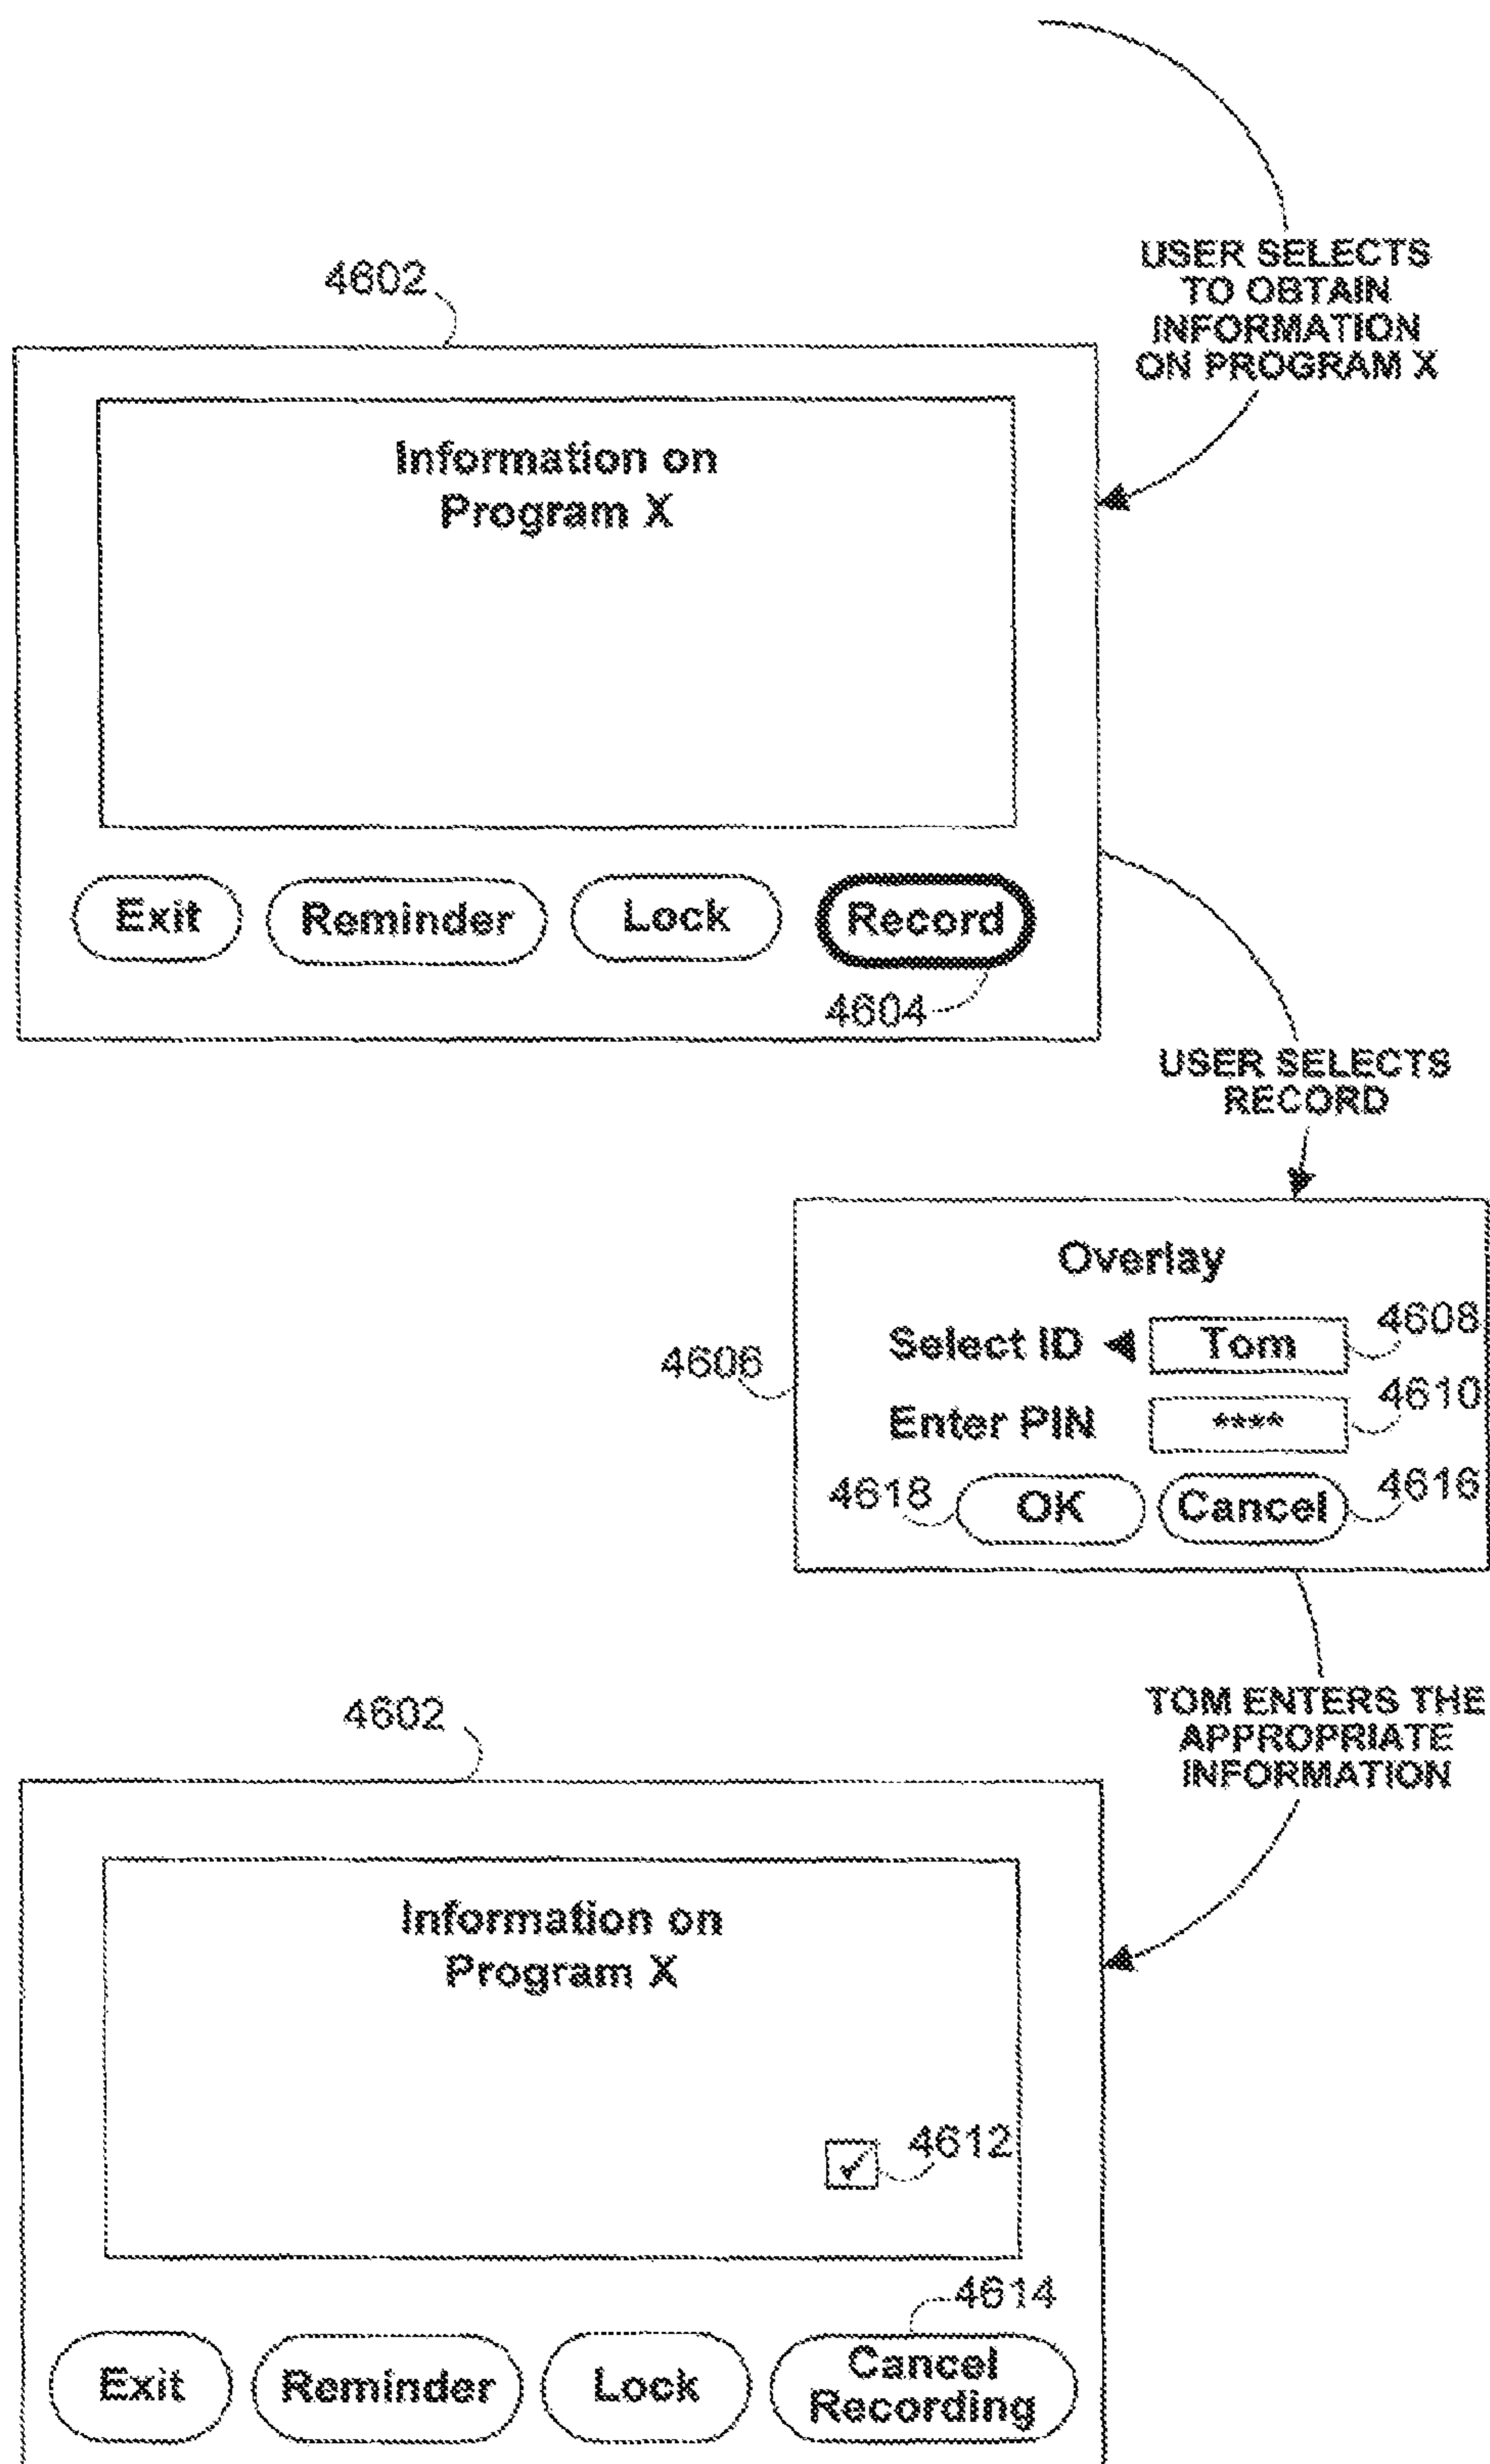 USER SELECTS
TO OBTAIN
INFORMATION
ON PROGRAM X
4602
Information on
Program X
Exit
Reminder
Lock
Record
4604
USER SELECTS
RECORD
Overlay
4606
Select ID ◀ Tom
4608
Enter PIN ****
4610
4618
OK
Cancel
4616
TOM ENTERS THE
APPROPRIATE
INFORMATION
4602
Information on
Program X
4612
4614
Exit
Reminder
Lock
Cancel
Recording